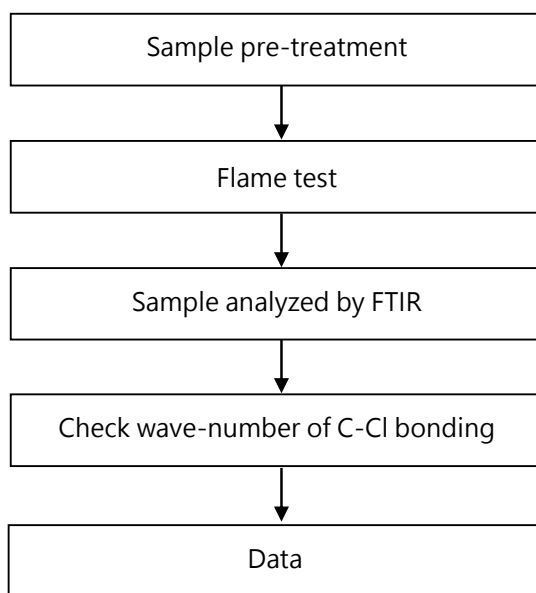 Sample pre-treatment
Flame test
Sample analyzed by FTIR
Check wave-number of C-Cl bonding
Data